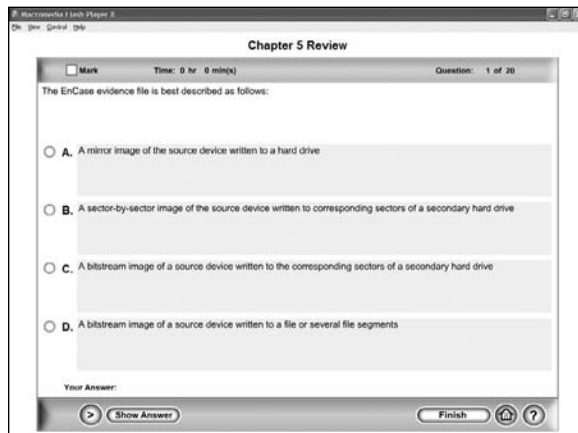 Macromedia Flash Player 8
File View Control Help
Chapter 5 Review
Mark Time: 0 hr 0 min(s) Question: 1 of 20
The EnCase evidence file is best described as follows:
A. A mirror image of the source device written to a hard drive
B. A sector-by-sector image of the source device written to corresponding sectors of a secondary hard drive
C. A bitstream image of a source device written to the corresponding sectors of a secondary hard drive
D. A bitstream image of a source device written to a file or several file segments
Your Answer:
> Show Answer Finish ?